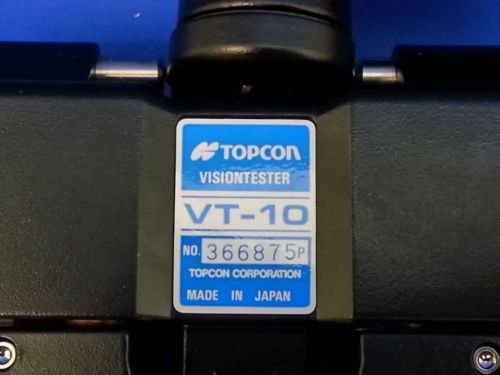 TOPCON
VISIONTESTER
VT-10
NO. 366875P
TOPCON CORPORATION
MADE IN JAPAN